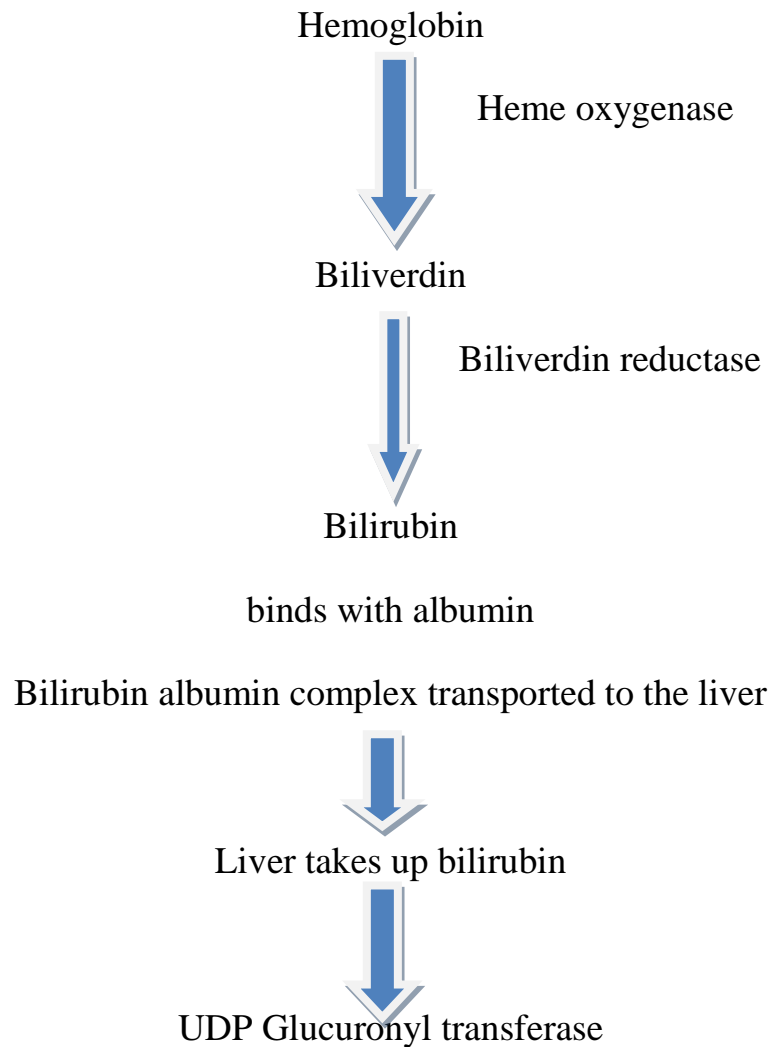 Hemoglobin
Heme oxygenase
Biliverdin
Biliverdin reductase
Bilirubin
binds with albumin
Bilirubin albumin complex transported to the liver
Liver takes up bilirubin
UDP Glucuronyl transferase